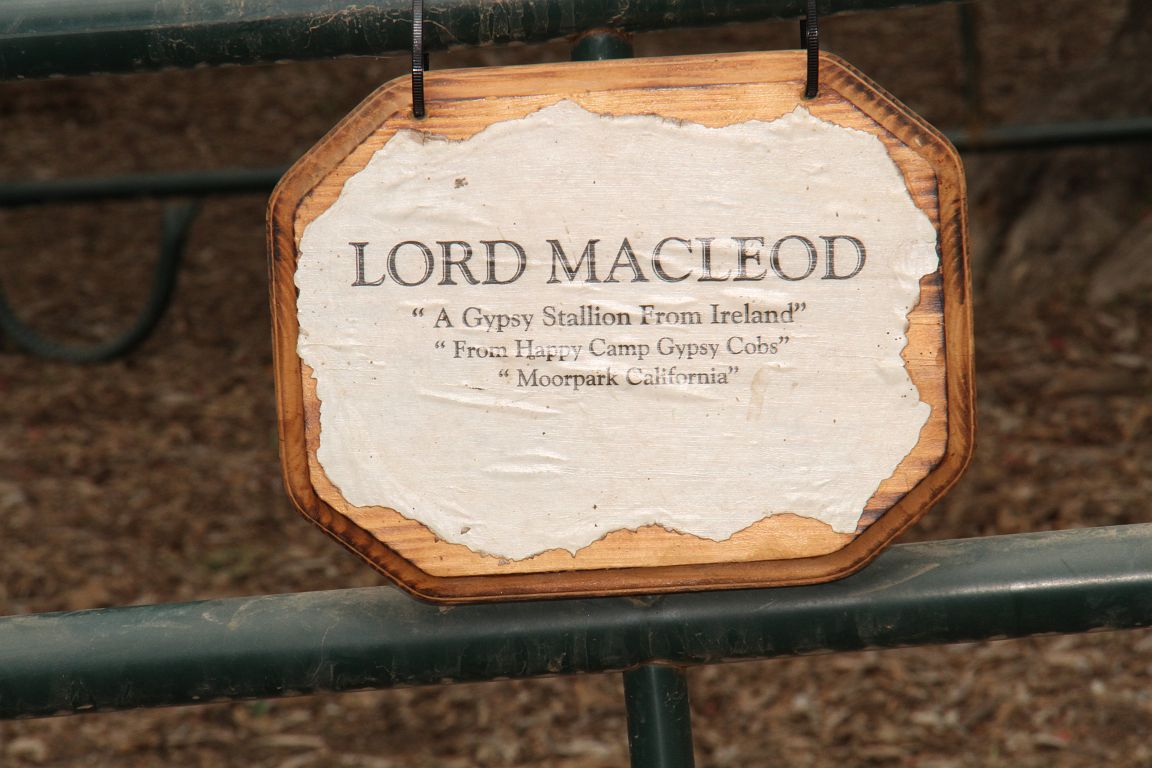 LORD MACLEOD
“ A Gypsy Stallion From Ireland”
“ From Happy Camp Gypsy Cobs”
“ Moorpark California”